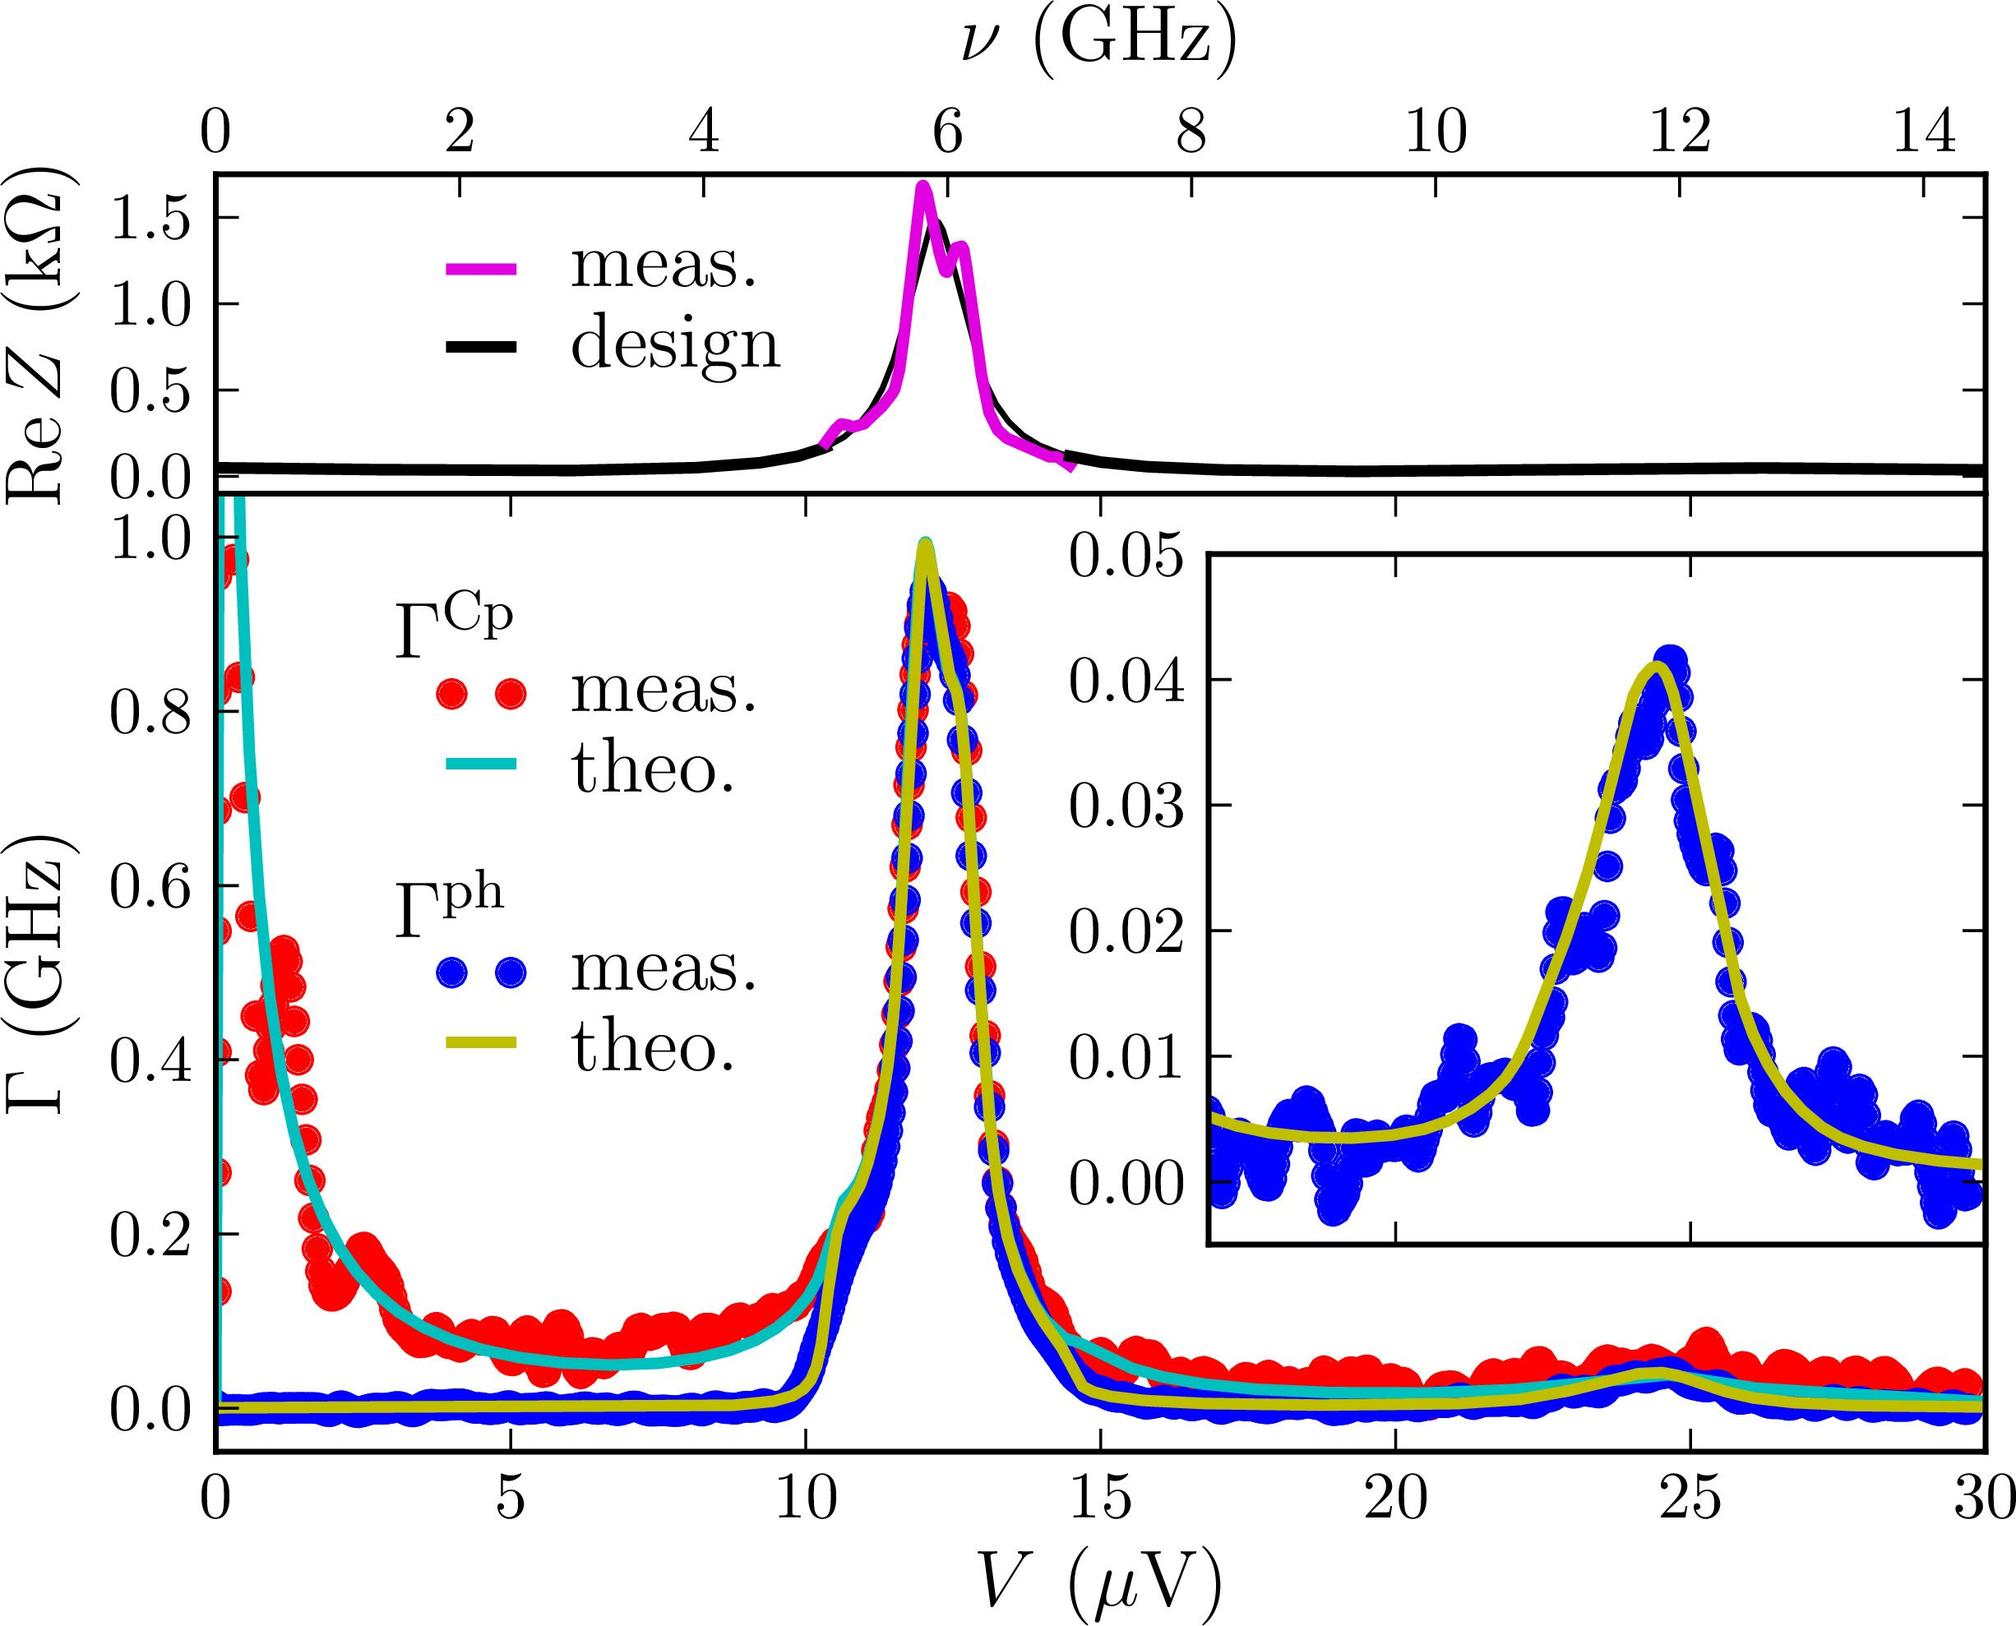 ν (GHz)
0 2 4 6 8 10 12 14
Re Z (kΩ)
1.5
1.0
0.5
0.0
meas.
design
Γ (GHz)
1.0
0.8
0.6
0.4
0.2
0.0
Γ^Cp
meas.
theo.
Γ^ph
meas.
theo.
0.05
0.04
0.03
0.02
0.01
0.00
0 5 10 15 20 25 30
V (μV)